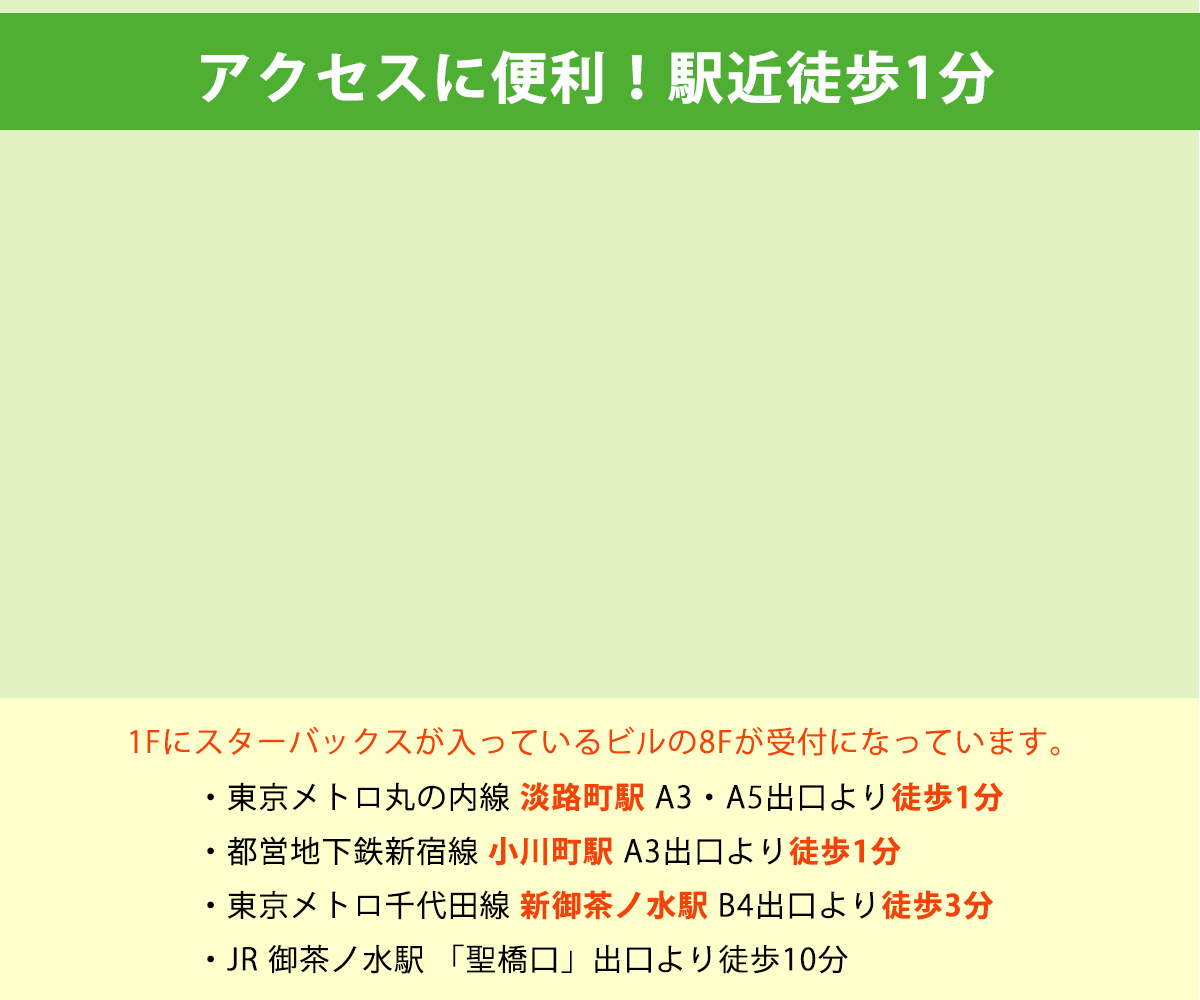 アクセスに便利！駅近徒歩1分
1Fにスターバックスが入っているビルの8Fが受付になっています。
・東京メトロ丸の内線 淡路町駅 A3・A5出口より徒歩1分
・都営地下鉄新宿線 小川町駅 A3出口より徒歩1分
・東京メトロ千代田線 新御茶ノ水駅 B4出口より徒歩3分
・JR 御茶ノ水駅 「聖橋口」出口より徒歩10分